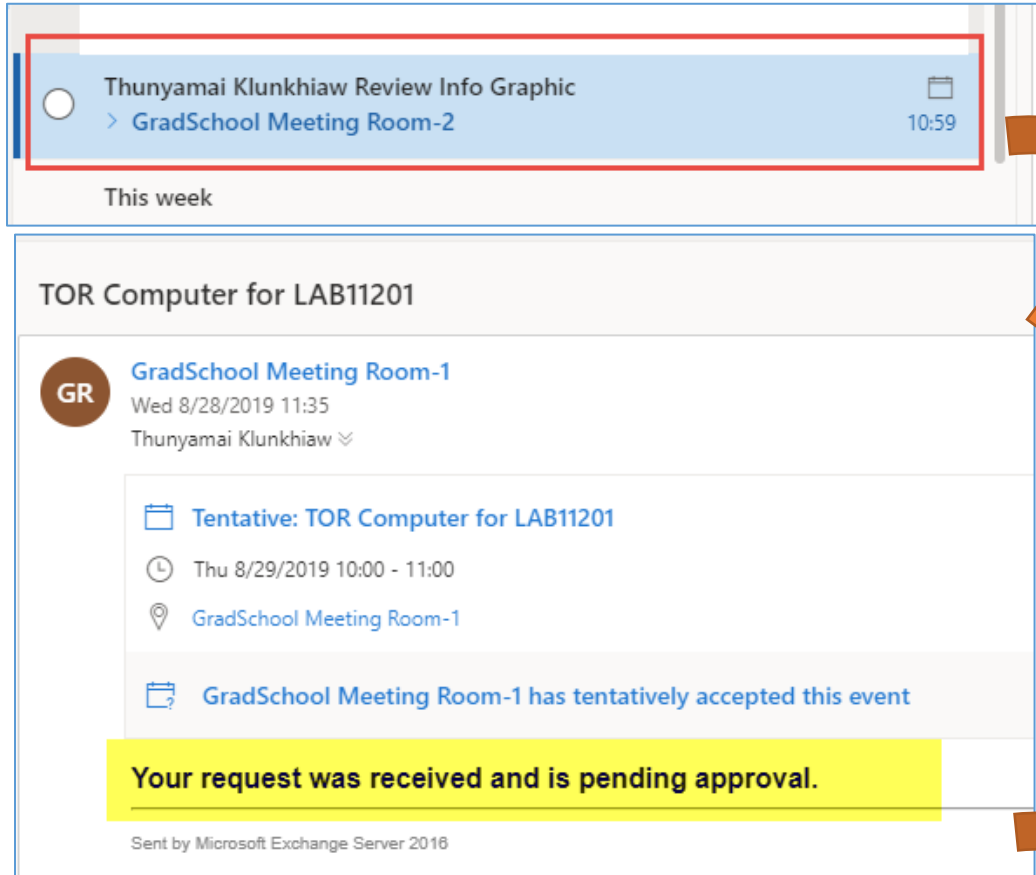 Thunyamai Klunkhiaw Review Info Graphic
> GradSchool Meeting Room-2
10:59
This week
TOR Computer for LAB11201
GR
GradSchool Meeting Room-1
Wed 8/28/2019 11:35
Thunyamai Klunkhiaw
Tentative: TOR Computer for LAB11201
Thu 8/29/2019 10:00 - 11:00
GradSchool Meeting Room-1
GradSchool Meeting Room-1 has tentatively accepted this event
Your request was received and is pending approval.
Sent by Microsoft Exchange Server 2016